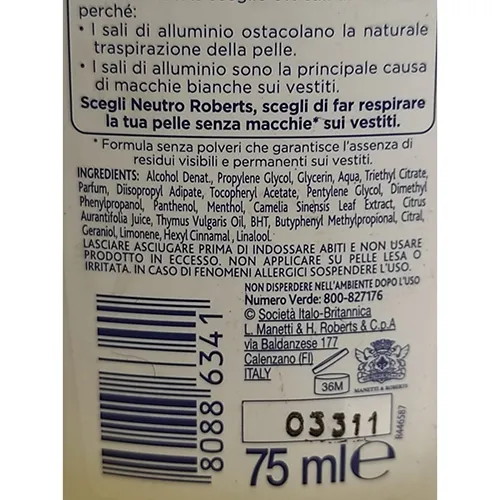 perché:
• I sali di alluminio ostacolano la naturale
traspirazione della pelle.
• I sali di alluminio sono la principale causa
di macchie bianche sui vestiti.
Scegli Neutro Roberts, scegli di far respirare
la tua pelle senza macchie* sui vestiti.
* Formula senza polveri che garantisce l'assenza di
residui visibili e permanenti sui vestiti.
INGREDIENTS: Alcohol Denat., Propylene Glycol, Glycerin, Aqua, Triethyl Citrate,
Parfum, Diisopropyl Adipate, Tocopheryl Acetate, Pentylene Glycol, Dimethyl
Phenylpropanol, Panthenol, Menthol, Camelia Sinensis Leaf Extract, Citrus
Aurantifolia Juice, Thymus Vulgaris Oil, BHT, Butyphenyl Methylpropional, Citral,
Geraniol, Limonene, Hexyl Cinnamal., Linalool.
LASCIARE ASCIUGARE PRIMA DI INDOSSARE ABITI E NON USARE
PRODOTTO IN ECCESSO. NON APPLICARE SU PELLE LESA O
IRRITATA. IN CASO DI FENOMENI ALLERGICI SOSPENDERE L'USO.
NON DISPERDERE NELL'AMBIENTE DOPO L'USO
Numero Verde: 800-827176
© Società Italo-Britannica
L. Manetti & H, Roberts & C.p.A
via Baldanzese 177
Calenzano (FI)
ITALY
36M
MANETTI & ROBERTS
80886341
03311
R446587
75 ml e